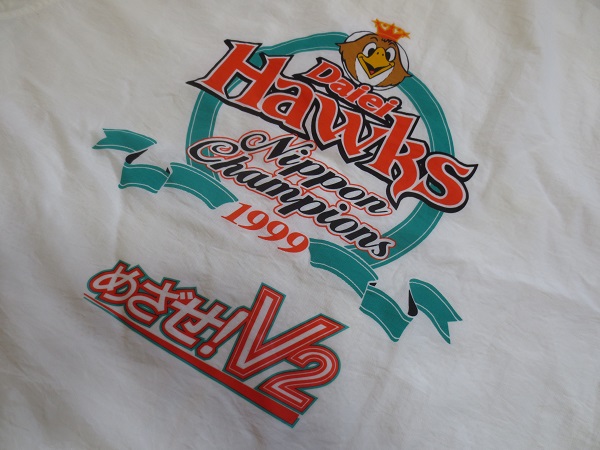 Daiei
Hawks
Nippon
Champions
1999
めざせ!V2